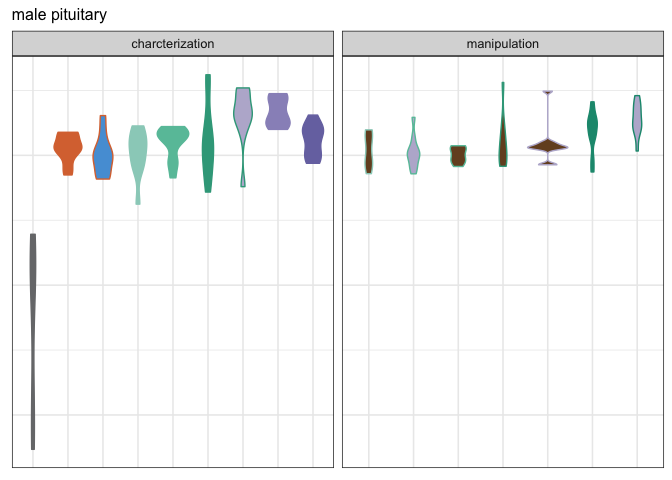 male pituitary
charcterization
manipulation